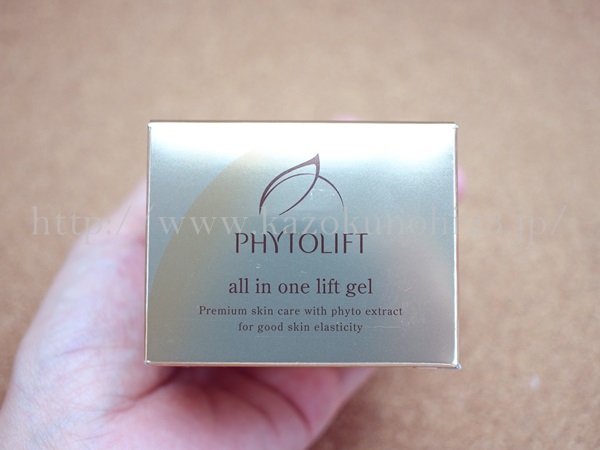 PHYTOLIFT
all in one lift gel
Premium skin care with phyto extract
for good skin elasticity